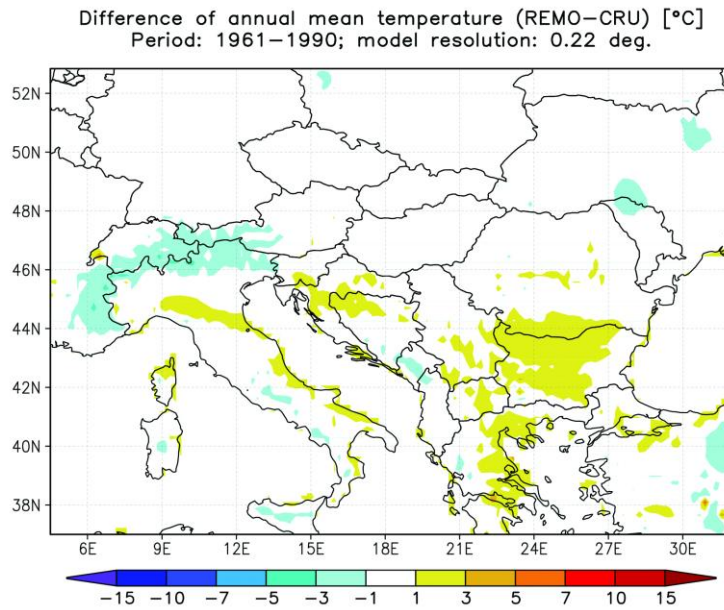 Difference of annual mean temperature (REMO−CRU) [°C]
Period: 1961−1990; model resolution: 0.22 deg.
52N
50N
48N
46N
44N
42N
40N
38N
6E 9E 12E 15E 18E 21E 24E 27E 30E
−15 −10 −7 −5 −3 −1 1 3 5 7 10 15